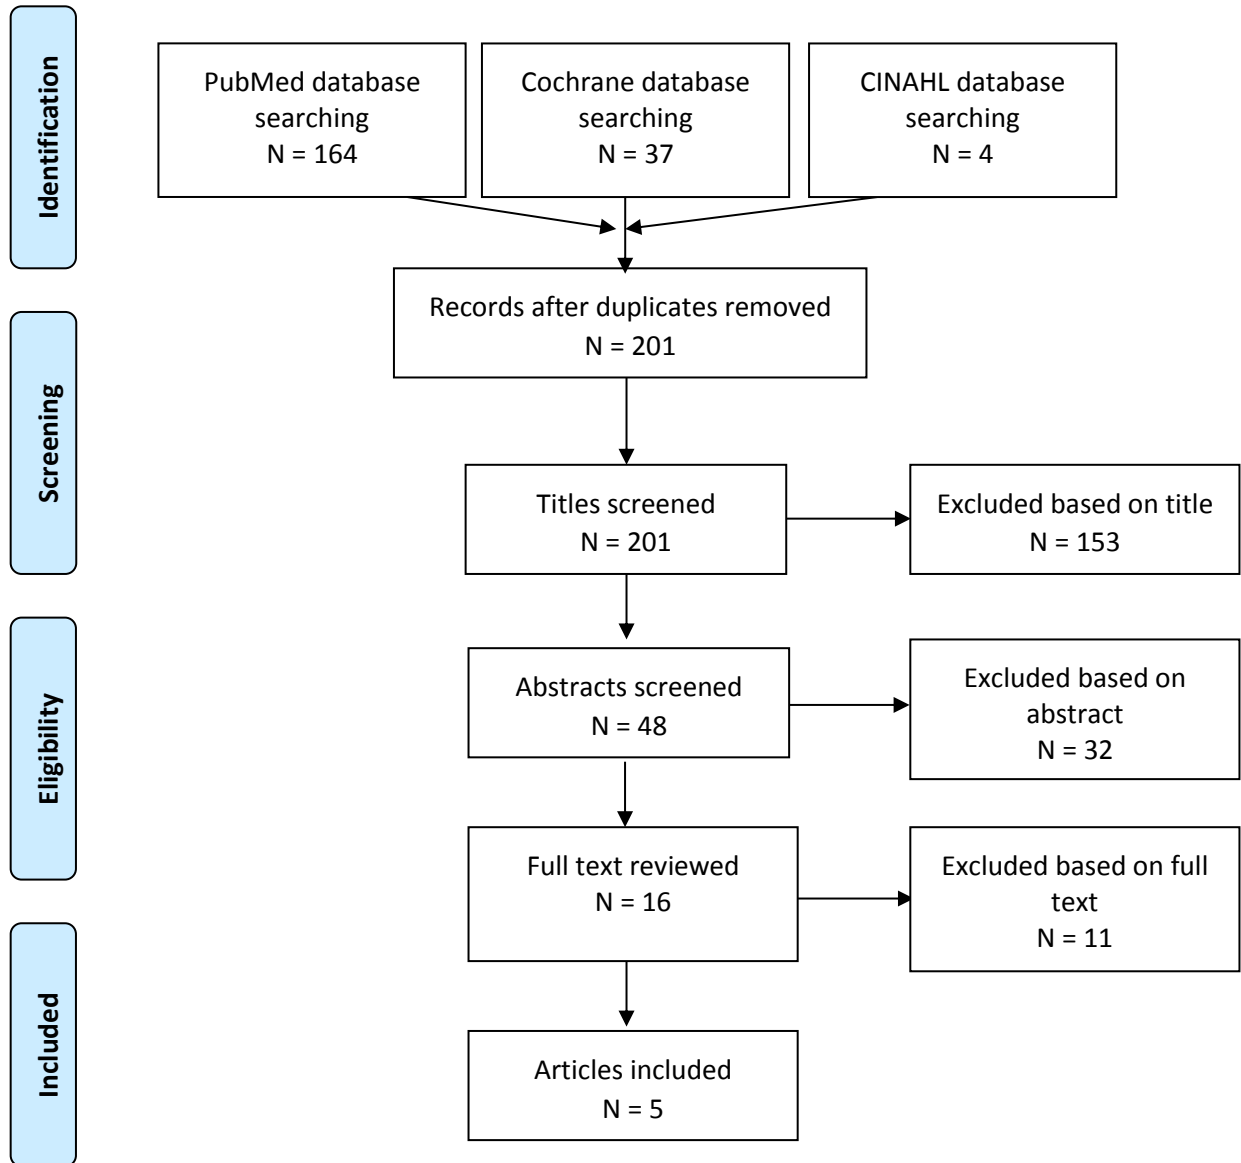 Identification
PubMed database
searching
N = 164
Cochrane database
searching
N = 37
CINAHL database
searching
N = 4
Records after duplicates removed
N = 201
Screening
Titles screened
N = 201
Excluded based on title
N = 153
Eligibility
Abstracts screened
N = 48
Excluded based on
abstract
N = 32
Full text reviewed
N = 16
Excluded based on full
text
N = 11
Included
Articles included
N = 5